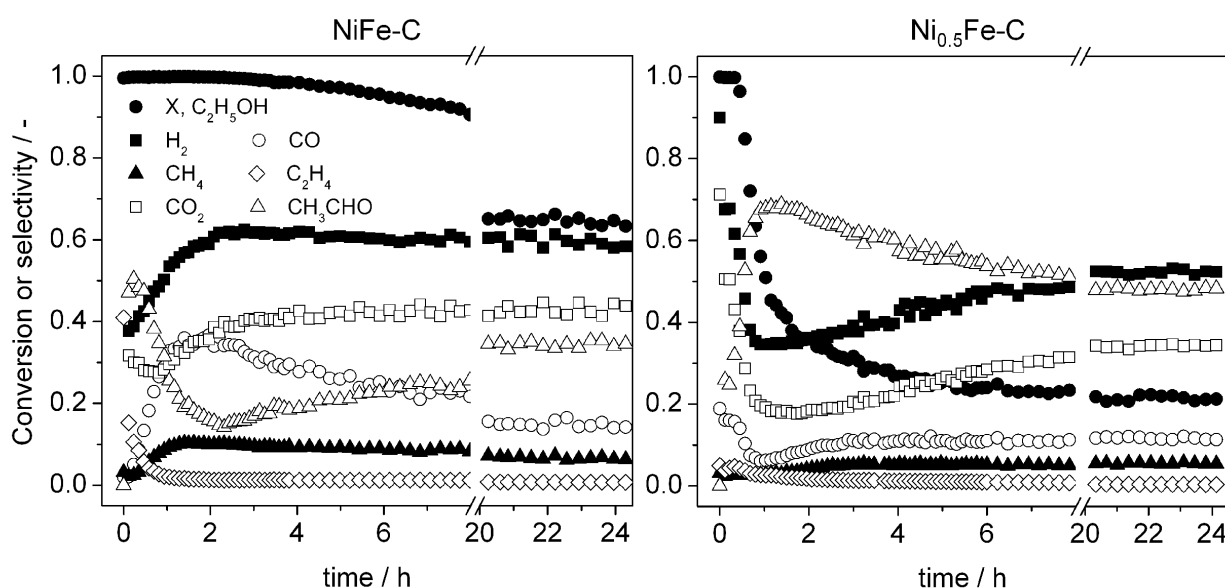 NiFe-C
Ni0.5Fe-C
Conversion or selectivity / -
1.0
0.8
0.6
0.4
0.2
0.0
X, C2H5OH
H2
CO
CH4
C2H4
CO2
CH3CHO
0 2 4 6 20 22 24
time / h
1.0
0.8
0.6
0.4
0.2
0.0
0 2 4 6 20 22 24
time / h